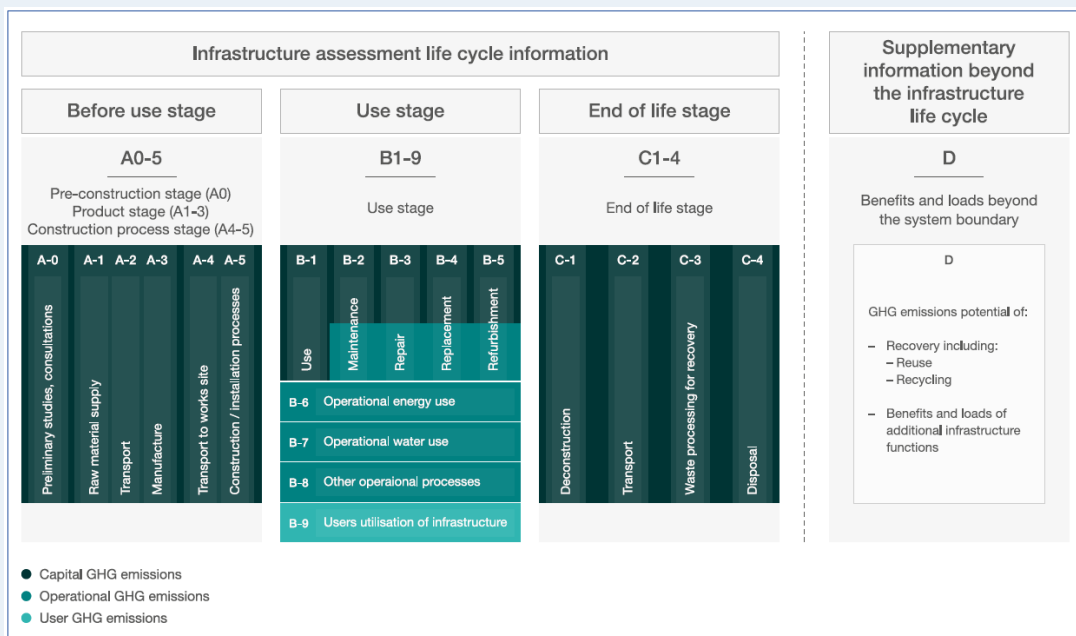 Infrastructure assessment life cycle information
Supplementary
information beyond
the infrastructure
life cycle
Before use stage
Use stage
End of life stage
A0-5
Pre-construction stage (A0)
Product stage (A1-3)
Construction process stage (A4-5)
B1-9
Use stage
C1-4
End of life stage
D
Benefits and loads beyond
the system boundary
A-0
Preliminary studies, consultations
A-1
Raw material supply
A-2
Transport
A-3
Manufacture
A-4
Transport to works site
A-5
Construction / installation processes
B-1
Use
B-2
Maintenance
B-3
Repair
B-4
Replacement
B-5
Refurbishment
B-6 Operational energy use
B-7 Operational water use
B-8 Other operaional processes
B-9 Users utilisation of infrastructure
C-1
Deconstruction
C-2
Transport
C-3
Waste processing for recovery
C-4
Disposal
D
GHG emissions potential of:
– Recovery including:
– Reuse
– Recycling
– Benefits and loads of
additional infrastructure
functions
Capital GHG emissions
Operational GHG emissions
User GHG emissions